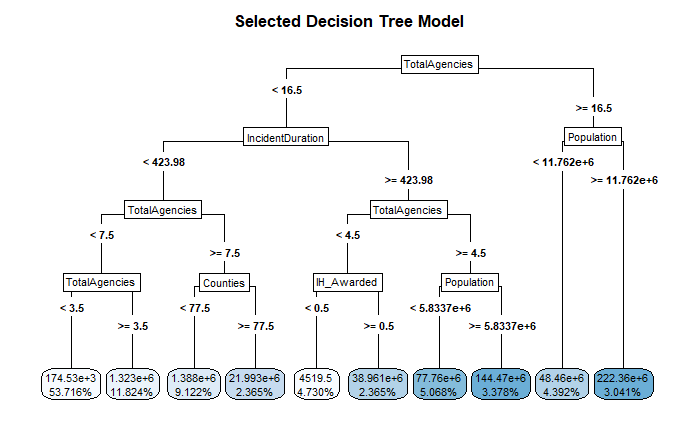 Selected Decision Tree Model
TotalAgencies
< 16.5
>= 16.5
IncidentDuration
Population
< 423.98
>= 423.98
< 11.762e+6
>= 11.762e+6
TotalAgencies
TotalAgencies
< 7.5
>= 7.5
< 4.5
>= 4.5
TotalAgencies
Counties
IH_Awarded
Population
< 3.5
>= 3.5
< 77.5
>= 77.5
< 0.5
>= 0.5
< 5.8337e+6
>= 5.8337e+6
174.53e+3
53.716%
1.323e+6
11.824%
1.388e+6
9.122%
21.993e+6
2.365%
4519.5
4.730%
38.961e+6
2.365%
77.76e+6
5.068%
144.47e+6
3.378%
48.46e+6
4.392%
222.36e+6
3.041%